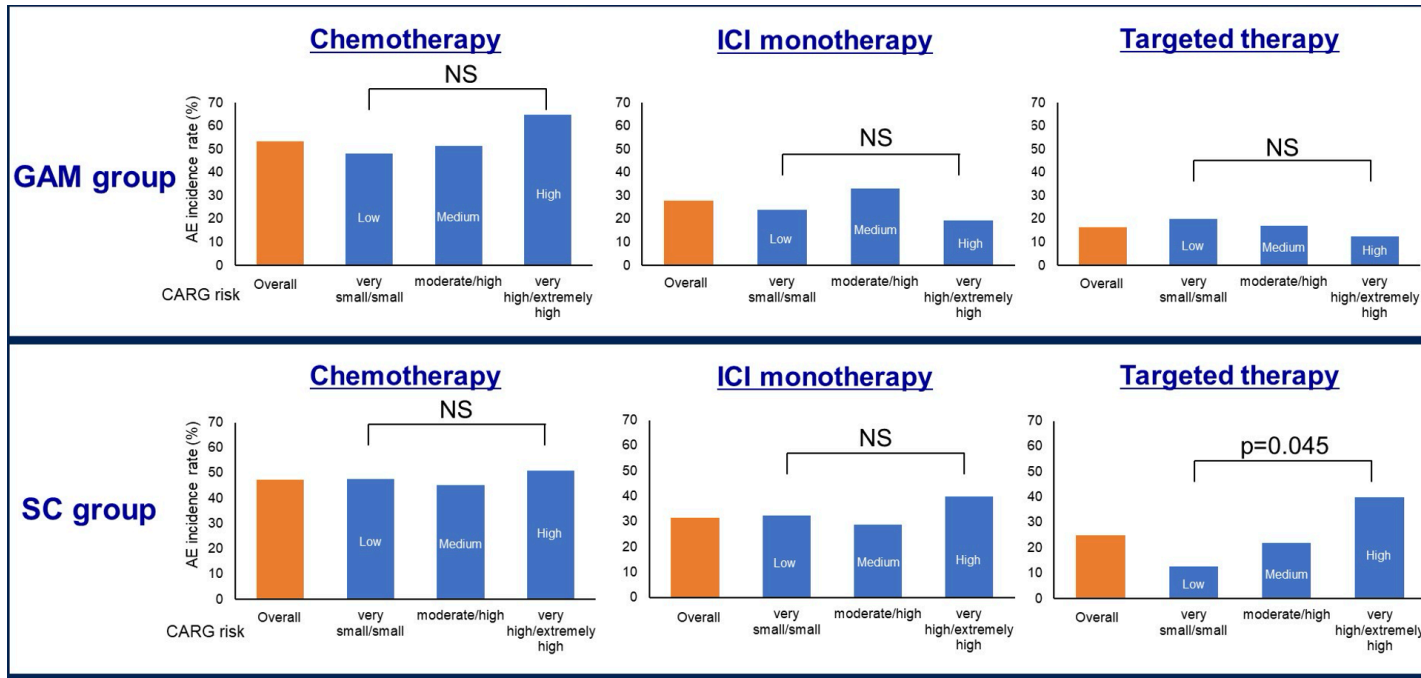 Chemotherapy
ICI monotherapy
Targeted therapy
GAM group
NS
AE incidence rate (%)
70
60
50
40
30
20
10
0
Low
Medium
High
CARG risk
Overall
very
small/small
moderate/high
very
high/extremely
high
NS
70
60
50
40
30
20
10
0
Low
Medium
High
Overall
very
small/small
moderate/high
very
high/extremely
high
NS
70
60
50
40
30
20
10
0
Low
Medium
High
Overall
very
small/small
moderate/high
very
high/extremely
high
Chemotherapy
ICI monotherapy
Targeted therapy
SC group
NS
AE incidence rate (%)
70
60
50
40
30
20
10
0
Low
Medium
High
CARG risk
Overall
very
small/small
moderate/high
very
high/extremely
high
NS
70
60
50
40
30
20
10
0
Low
Medium
High
Overall
very
small/small
moderate/high
very
high/extremely
high
p=0.045
70
60
50
40
30
20
10
0
Low
Medium
High
Overall
very
small/small
moderate/high
very
high/extremely
high